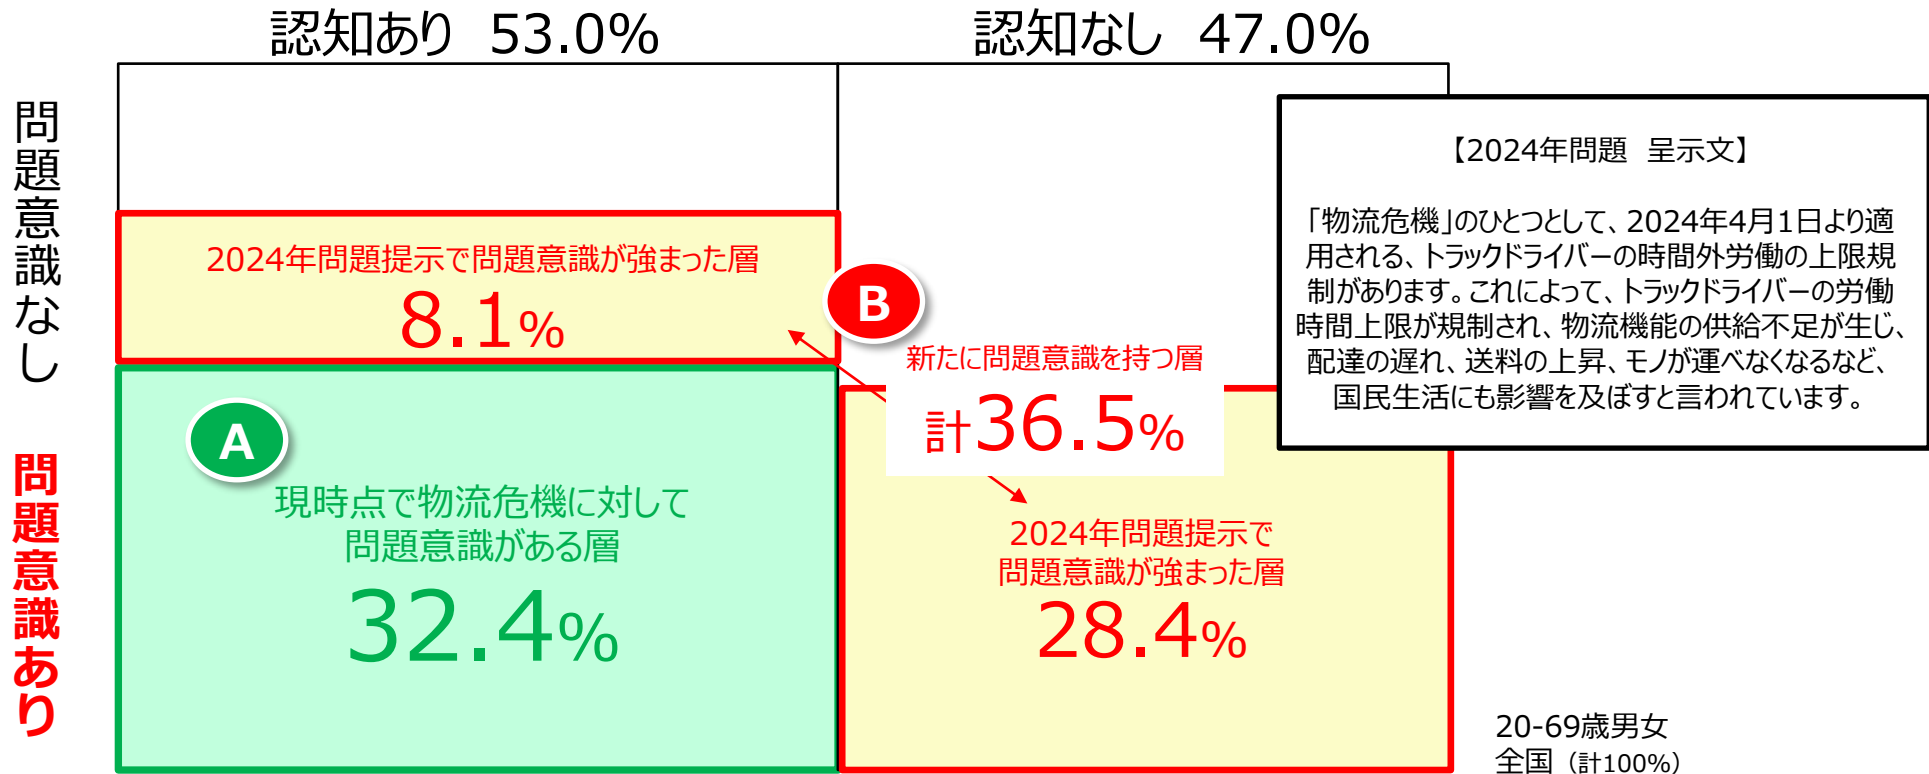 認知あり 53.0%
認知なし 47.0%
問題意識なし
問題意識あり
2024年問題提示で問題意識が強まった層
8.1%
A
現時点で物流危機に対して
問題意識がある層
32.4%
B
新たに問題意識を持つ層
計36.5%
2024年問題提示で
問題意識が強まった層
28.4%
【2024年問題 呈示文】
「物流危機」のひとつとして、2024年4月1日より適
用される、トラックドライバーの時間外労働の上限規
制があります。これによって、トラックドライバーの労働
時間上限が規制され、物流機能の供給不足が生じ、
配達の遅れ、送料の上昇、モノが運べなくなるなど、
国民生活にも影響を及ぼすと言われています。
20-69歳男女
全国（計100%）